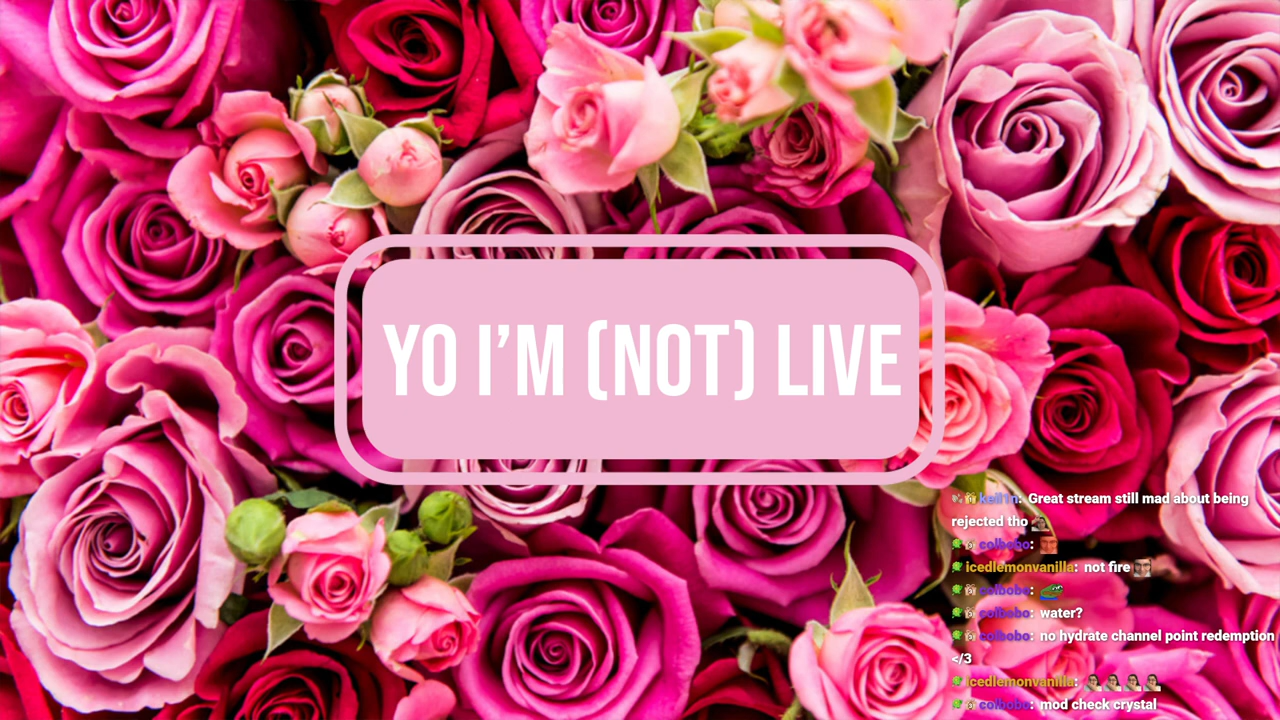 YO I'M (NOT) LIVE
keil1n: Great stream still mad about being
rejected tho
colbobo:
icedlemonvanilla: not fire
colbobo:
colbobo: water?
colbobo: no hydrate channel point redemption
</3
icedlemonvanilla:
colbobo: mod check crystal